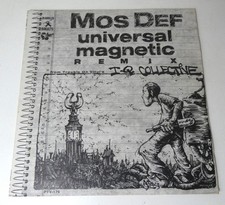 MOS DEF
universal
magnetic
REMIX
I-R COLLECTIVE